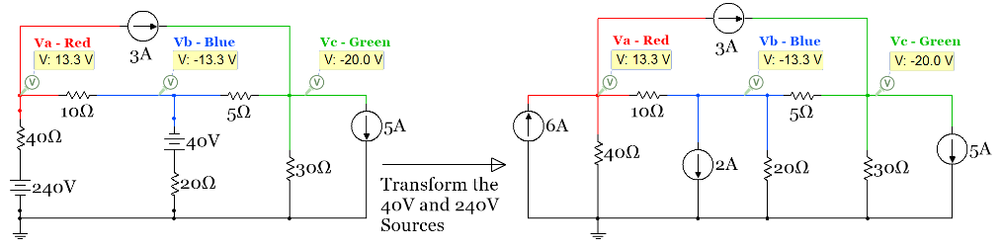 3A
Va - Red
Vb - Blue
Vc - Green
V: 13.3 V
V: -13.3 V
V: -20.0 V
V
V
V
10Ω
5Ω
40Ω
40V
5A
240V
20Ω
30Ω
Transform the
40V and 240V
Sources
3A
Va - Red
Vb - Blue
Vc - Green
V: 13.3 V
V: -13.3 V
V: -20.0 V
V
V
V
10Ω
5Ω
6A
40Ω
2A
20Ω
30Ω
5A